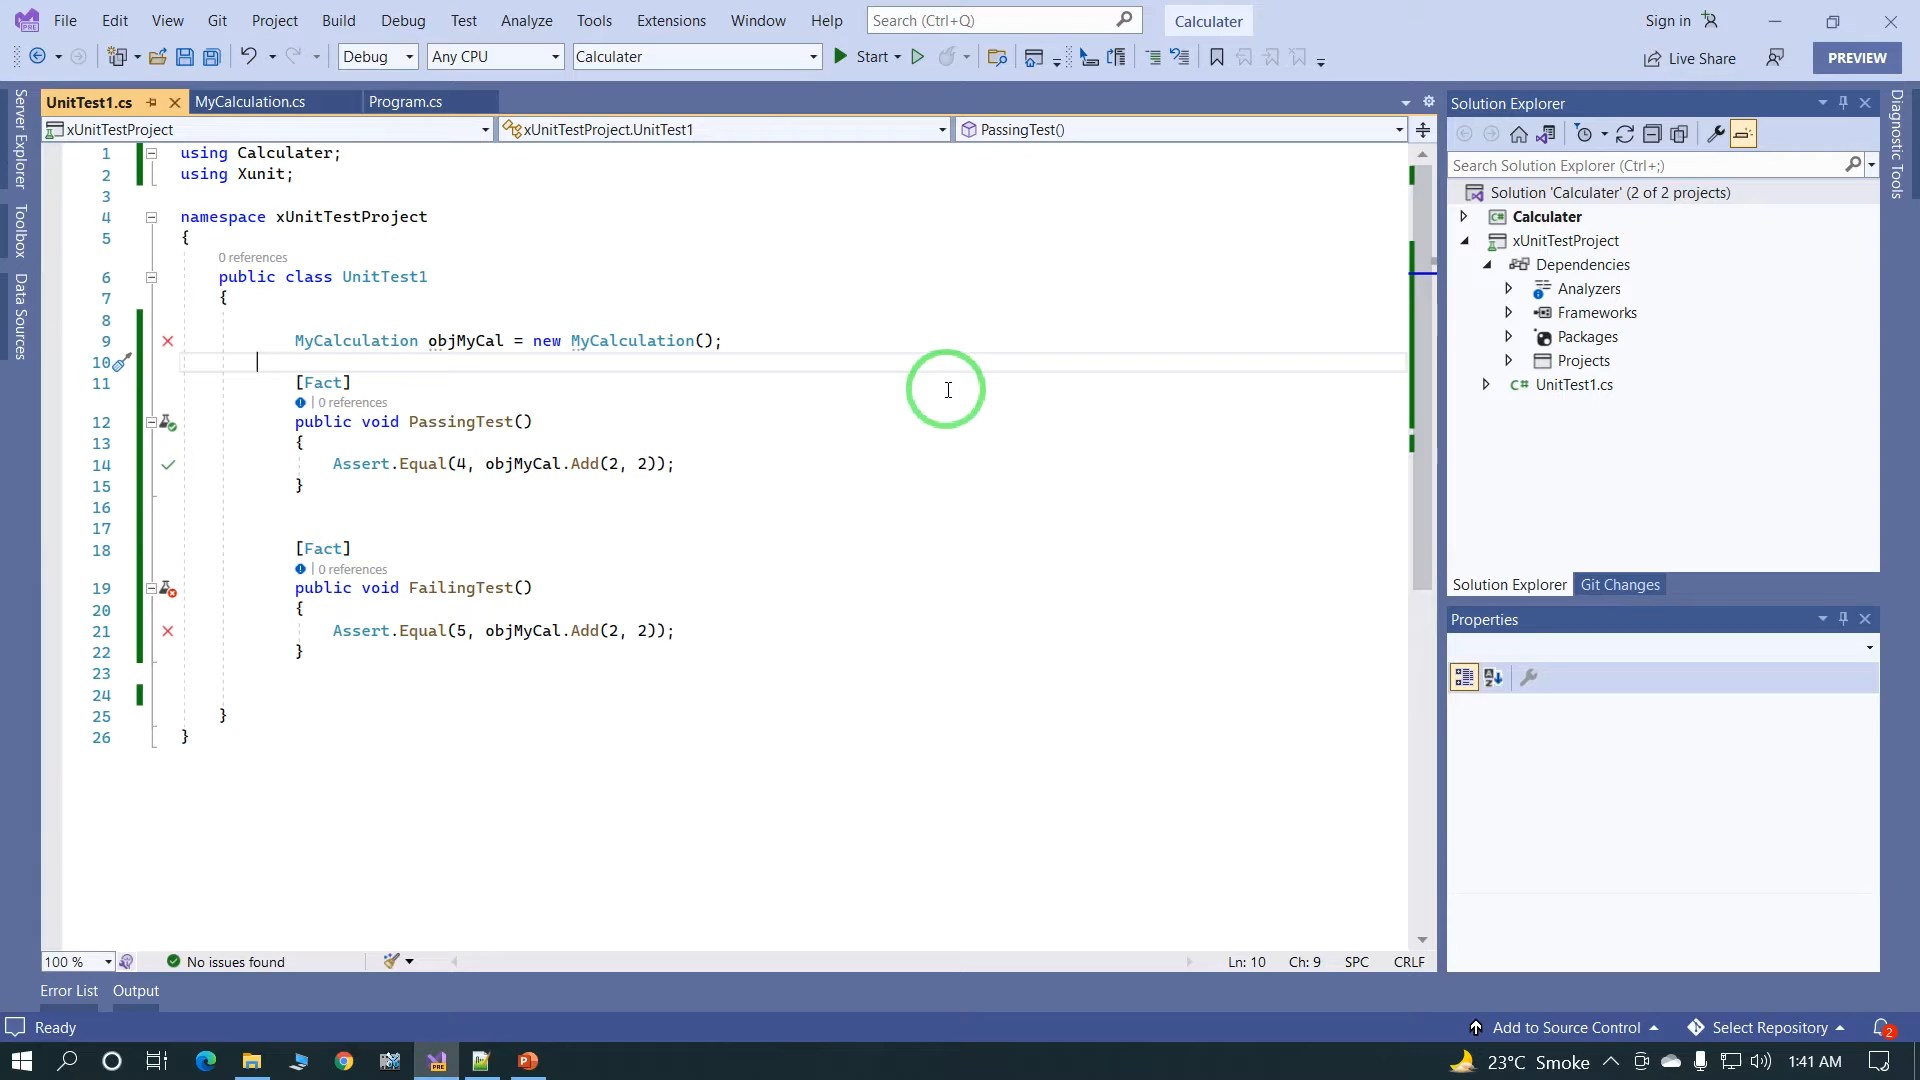 File Edit View Git Project Build Debug Test Analyze Tools Extensions Window Help Search (Ctrl+Q) Calculater Sign in
Debug Any CPU Calculater Start Live Share PREVIEW
Server Explorer
Toolbox
Data Sources
UnitTest1.cs MyCalculation.cs Program.cs
xUnitTestProject xUnitTestProject.UnitTest1 PassingTest()
1 using Calculater;
2 using Xunit;
3
4 namespace xUnitTestProject
5 {
0 references
6 public class UnitTest1
7 {
8
9 MyCalculation objMyCal = new MyCalculation();
10
11 [Fact]
| 0 references
12 public void PassingTest()
13 {
14 Assert.Equal(4, objMyCal.Add(2, 2));
15 }
16
17
18 [Fact]
| 0 references
19 public void FailingTest()
20 {
21 Assert.Equal(5, objMyCal.Add(2, 2));
22 }
23
24
25 }
26 }
100 % No issues found Ln: 10 Ch: 9 SPC CRLF
Error List Output
Solution Explorer
Search Solution Explorer (Ctrl+;)
Solution 'Calculater' (2 of 2 projects)
C# Calculater
xUnitTestProject
Dependencies
Analyzers
Frameworks
Packages
Projects
C# UnitTest1.cs
Solution Explorer Git Changes
Properties
Diagnostic Tools
Ready Add to Source Control Select Repository 2
PRE 23°C Smoke 1:41 AM